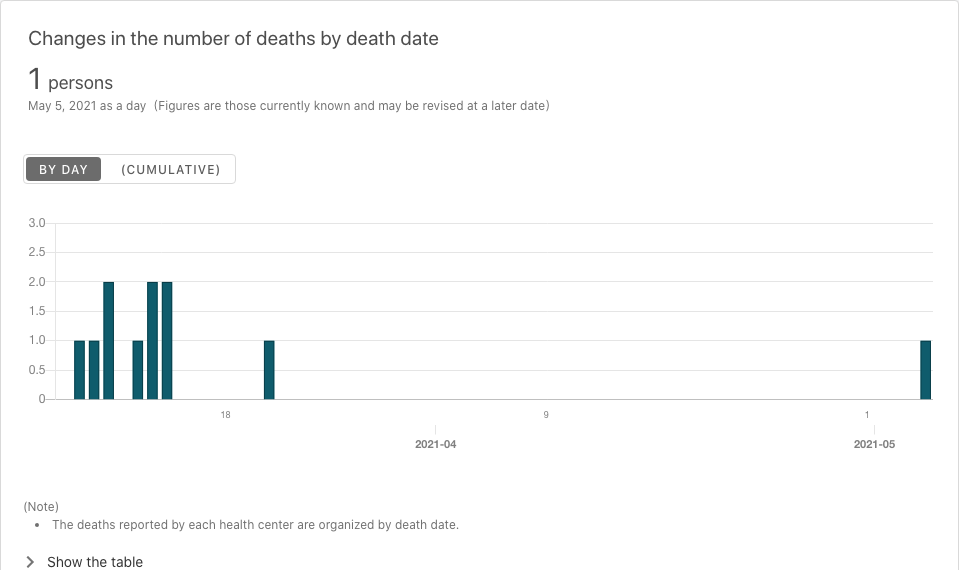 Changes in the number of deaths by death date
1 persons
May 5, 2021 as a day (Figures are those currently known and may be revised at a later date)
BY DAY (CUMULATIVE)
3.0
2.5
2.0
1.5
1.0
0.5
0
18 9 1
2021-04 2021-05
(Note)
• The deaths reported by each health center are organized by death date.
Show the table